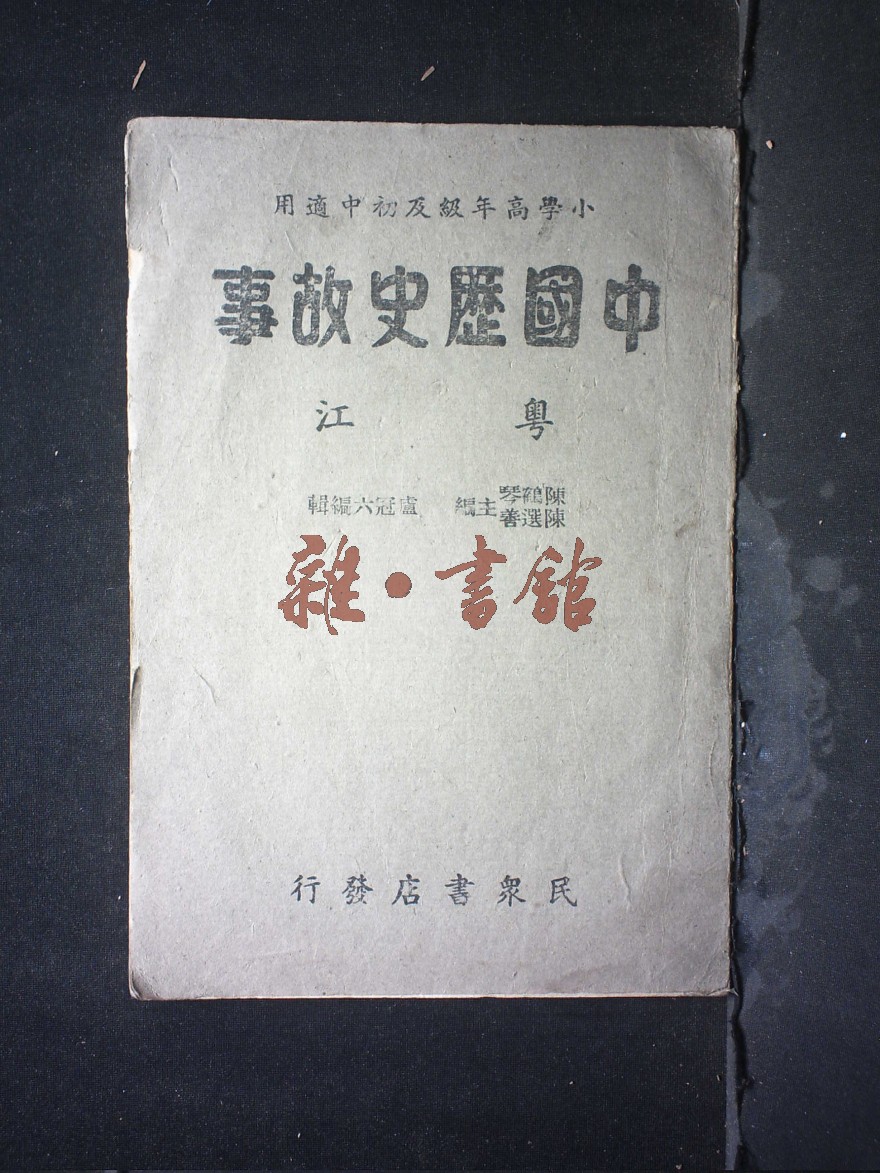 小學高年級及初中適用
中國歷史故事
粵江
陳鶴琴
陳選善
主編 盧冠六編輯
雜·書館
民眾書店發行